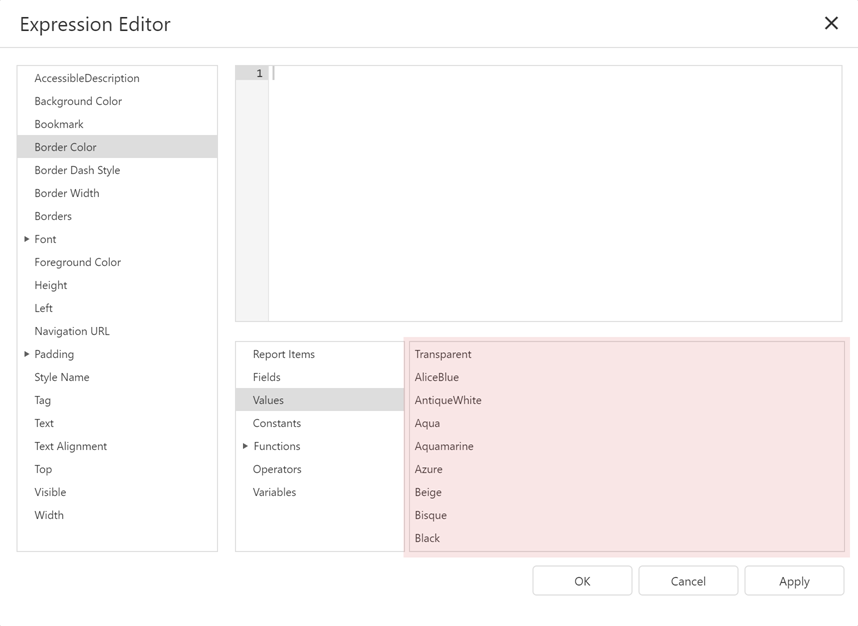 Expression Editor
AccessibleDescription
Background Color
Bookmark
Border Color
Border Dash Style
Border Width
Borders
Font
Foreground Color
Height
Left
Navigation URL
Padding
Style Name
Tag
Text
Text Alignment
Top
Visible
Width
1
Report Items
Fields
Values
Constants
Functions
Operators
Variables
Transparent
AliceBlue
AntiqueWhite
Aqua
Aquamarine
Azure
Beige
Bisque
Black
OK
Cancel
Apply